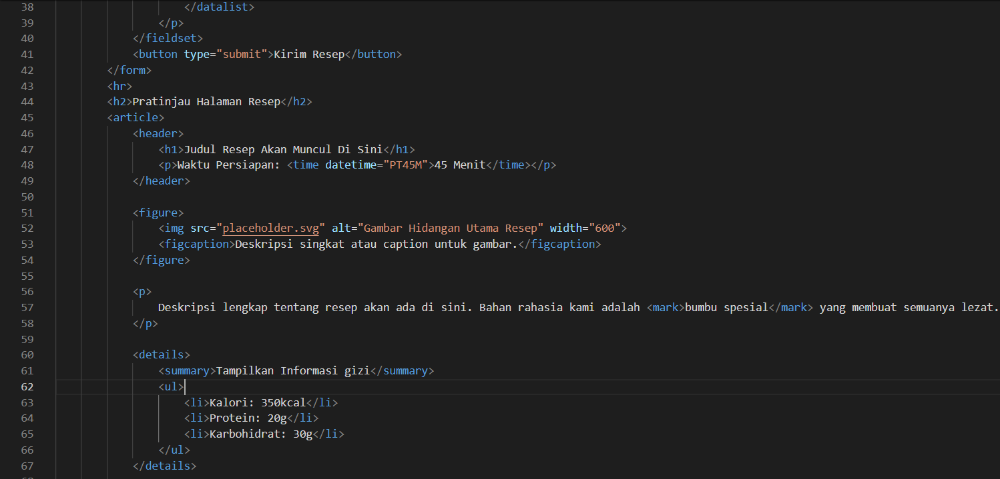 38 </datalist>
39 </p>
40 </fieldset>
41 <button type="submit">Kirim Resep</button>
42 </form>
43 <hr>
44 <h2>Pratinjau Halaman Resep</h2>
45 <article>
46 <header>
47 <h1>Judul Resep Akan Muncul Di Sini</h1>
48 <p>Waktu Persiapan: <time datetime="PT45M">45 Menit</time></p>
49 </header>
50
51 <figure>
52 <img src="placeholder.svg" alt="Gambar Hidangan Utama Resep" width="600">
53 <figcaption>Deskripsi singkat atau caption untuk gambar.</figcaption>
54 </figure>
55
56 <p>
57 Deskripsi lengkap tentang resep akan ada di sini. Bahan rahasia kami adalah <mark>bumbu spesial</mark> yang membuat semuanya lezat.
58 </p>
59
60 <details>
61 <summary>Tampilkan Informasi gizi</summary>
62 <ul>
63 <li>Kalori: 350kcal</li>
64 <li>Protein: 20g</li>
65 <li>Karbohidrat: 30g</li>
66 </ul>
67 </details>